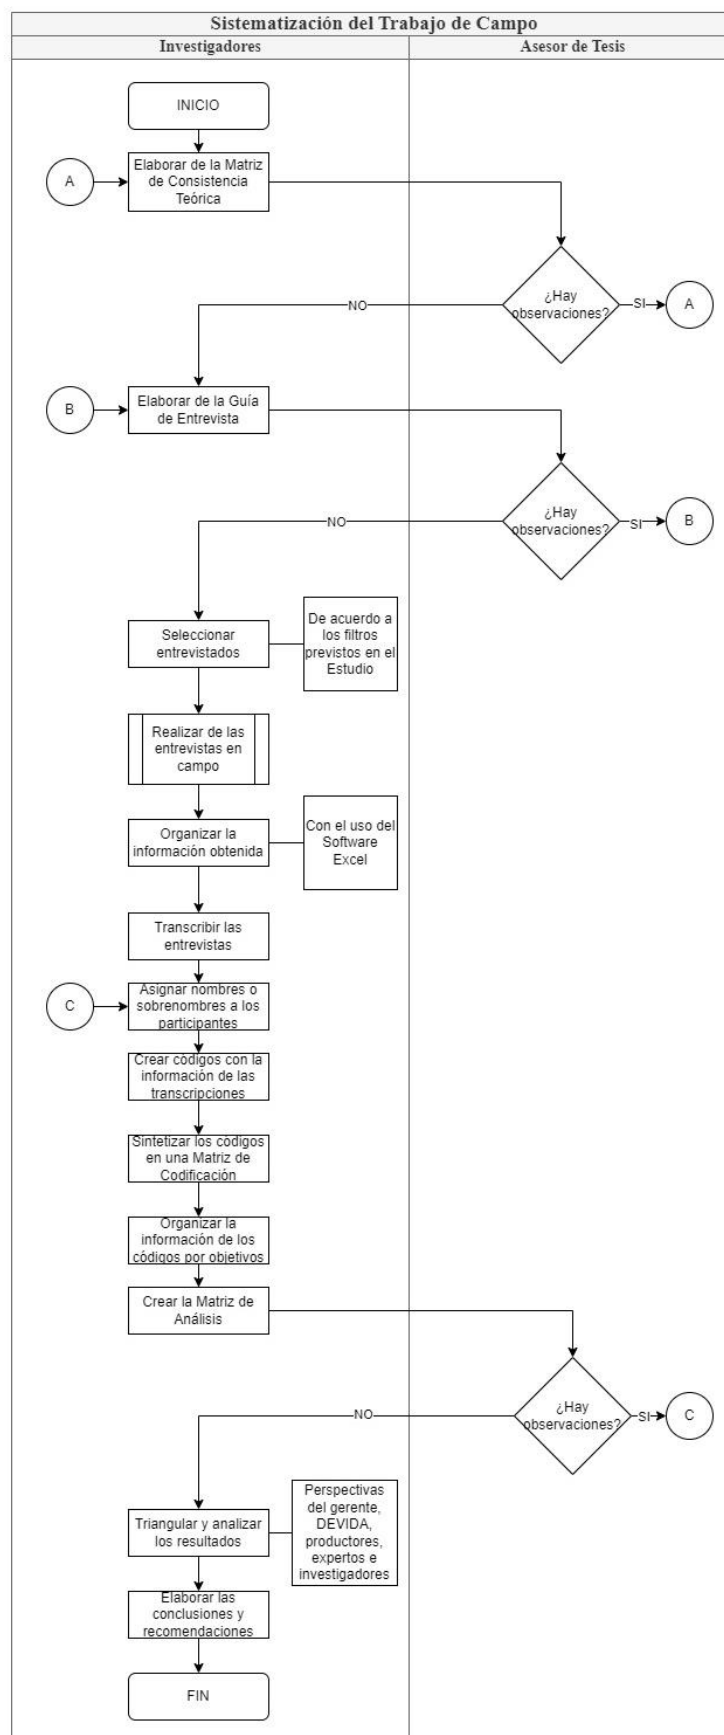 Sistematización del Trabajo de Campo
Investigadores
Asesor de Tesis
INICIO
A
Elaborar de la Matriz
de Consistencia
Teórica
¿Hay
observaciones?
SI
A
NO
B
Elaborar de la Guía
de Entrevista
¿Hay
observaciones?
SI
B
NO
Seleccionar
entrevistados
De acuerdo a
los filtros
previstos en el
Estudio
Realizar de las
entrevistas en
campo
Organizar la
información obtenida
Con el uso del
Software
Excel
Transcribir las
entrevistas
C
Asignar nombres o
sobrenombres a los
participantes
Crear códigos con la
información de las
transcripciones
Sintetizar los códigos
en una Matriz de
Codificación
Organizar la
información de los
códigos por objetivos
Crear la Matriz de
Análisis
¿Hay
observaciones?
SI
C
NO
Triangular y analizar
los resultados
Perspectivas
del gerente,
DEVIDA,
productores,
expertos e
investigadores
Elaborar las
conclusiones y
recomendaciones
FIN